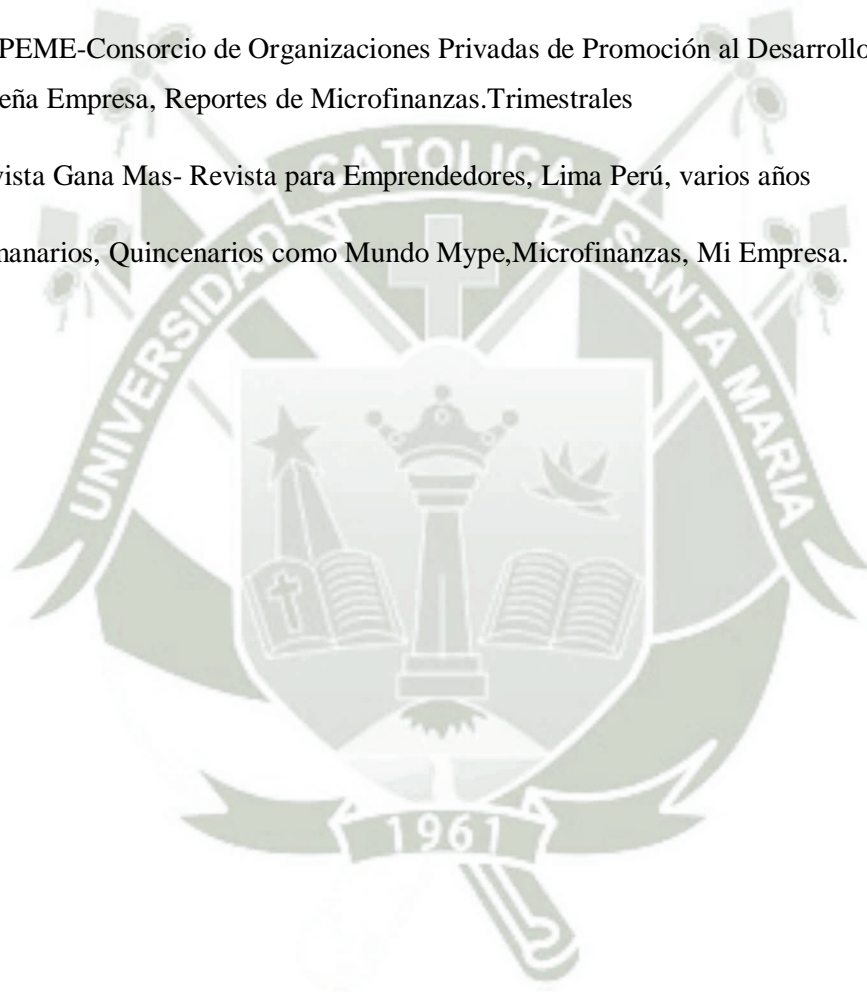 PEME-Consorcio de Organizaciones Privadas de Promoción al Desarrollo
eña Empresa, Reportes de Microfinanzas.Trimestrales
vista Gana Mas- Revista para Emprendedores, Lima Perú, varios años
nanarios, Quincenarios como Mundo Mype,Microfinanzas, Mi Empresa.
UNIVERSIDAD CATOLICA SANTA MARIA
1961